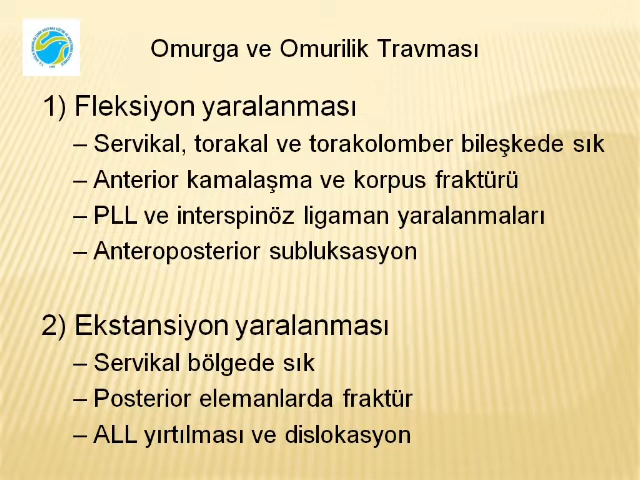 Omurga ve Omurilik Travması
1) Fleksiyon yaralanması
– Servikal, torakal ve torakolomber bileşkede sık
– Anterior kamalaşma ve korpus fraktürü
– PLL ve interspinöz ligaman yaralanmaları
– Anteroposterior subluksasyon
2) Ekstansiyon yaralanması
– Servikal bölgede sık
– Posterior elemanlarda fraktür
– ALL yırtılması ve dislokasyon